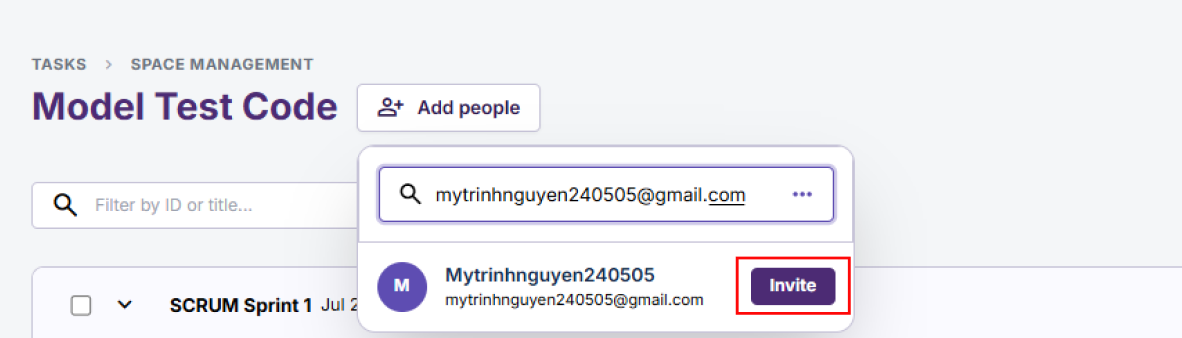 TASKS > SPACE MANAGEMENT
Model Test Code
Add people
mytrinhnguyen240505@gmail.com
Filter by ID or title...
M
Mytrinhnguyen240505
mytrinhnguyen240505@gmail.com
Invite
SCRUM Sprint 1 Jul 2